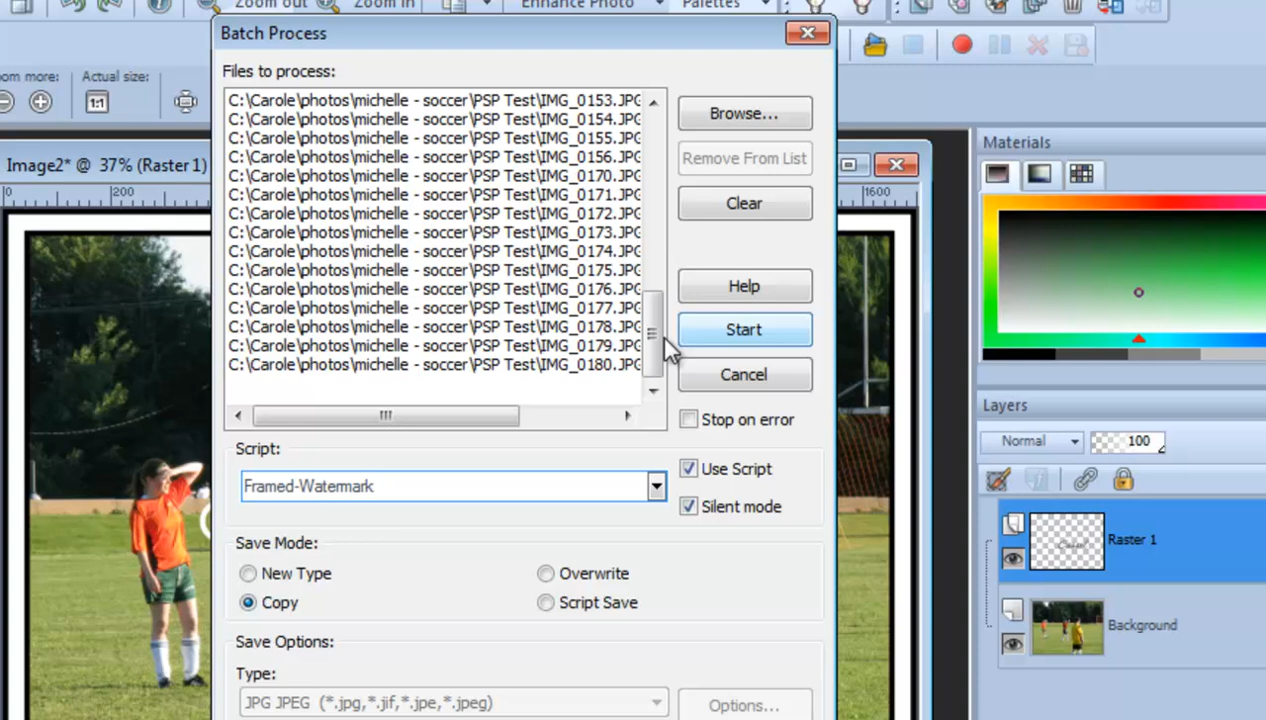 Zoom out
Zoom in
Enhance Photo
Palettes
Batch Process
oom more:
Actual size:
1:1
Files to process:
C:\Carole\photos\michelle - soccer\PSP Test\IMG_0153.JPG
C:\Carole\photos\michelle - soccer\PSP Test\IMG_0154.JPG
C:\Carole\photos\michelle - soccer\PSP Test\IMG_0155.JPG
C:\Carole\photos\michelle - soccer\PSP Test\IMG_0156.JPG
C:\Carole\photos\michelle - soccer\PSP Test\IMG_0170.JPG
C:\Carole\photos\michelle - soccer\PSP Test\IMG_0171.JPG
C:\Carole\photos\michelle - soccer\PSP Test\IMG_0172.JPG
C:\Carole\photos\michelle - soccer\PSP Test\IMG_0173.JPG
C:\Carole\photos\michelle - soccer\PSP Test\IMG_0174.JPG
C:\Carole\photos\michelle - soccer\PSP Test\IMG_0175.JPG
C:\Carole\photos\michelle - soccer\PSP Test\IMG_0176.JPG
C:\Carole\photos\michelle - soccer\PSP Test\IMG_0177.JPG
C:\Carole\photos\michelle - soccer\PSP Test\IMG_0178.JPG
C:\Carole\photos\michelle - soccer\PSP Test\IMG_0179.JPG
C:\Carole\photos\michelle - soccer\PSP Test\IMG_0180.JPG
Browse...
Remove From List
Clear
Help
Start
Cancel
Stop on error
Script:
Framed-Watermark
Use Script
Silent mode
Save Mode:
New Type
Overwrite
Copy
Script Save
Save Options:
Type:
JPG JPEG (*.jpg,*.jif,*.jpe,*.jpeg)
Options...
Image2* @ 37% (Raster 1)
0
200
1600
Materials
Layers
Normal
100
Raster 1
Background